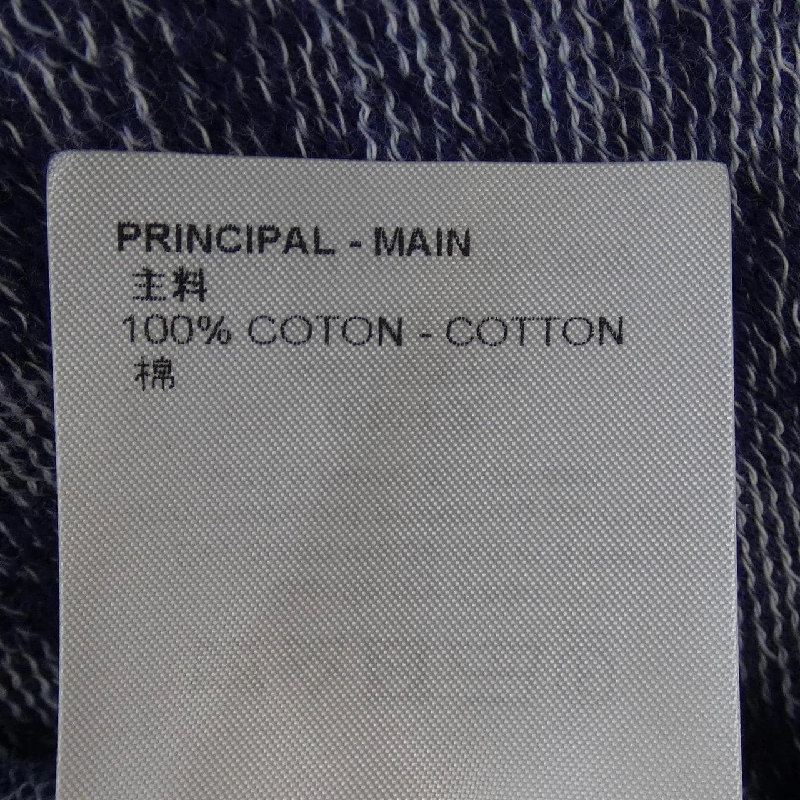 PRINCIPAL - MAIN
主料
100% COTON - COTTON
棉